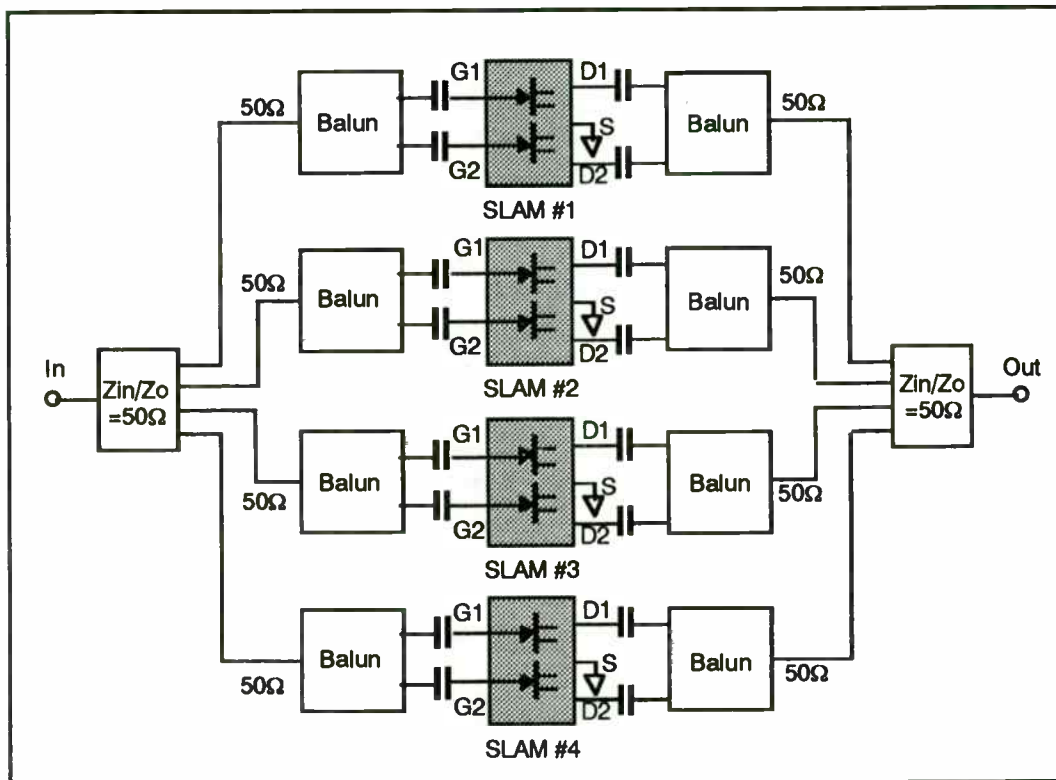 G1
D1
50Ω
Balun
Balun
50Ω
S
G2
D2
SLAM #1
G1
D1
50Ω
Balun
Balun
50Ω
S
G2
D2
SLAM #2
In
Zin/Zo
=50Ω
Zin/Zo
=50Ω
Out
G1
D1
Balun
Balun
50Ω
50Ω
S
G2
D2
SLAM #3
G1
D1
Balun
Balun
50Ω
50Ω
S
G2
D2
SLAM #4